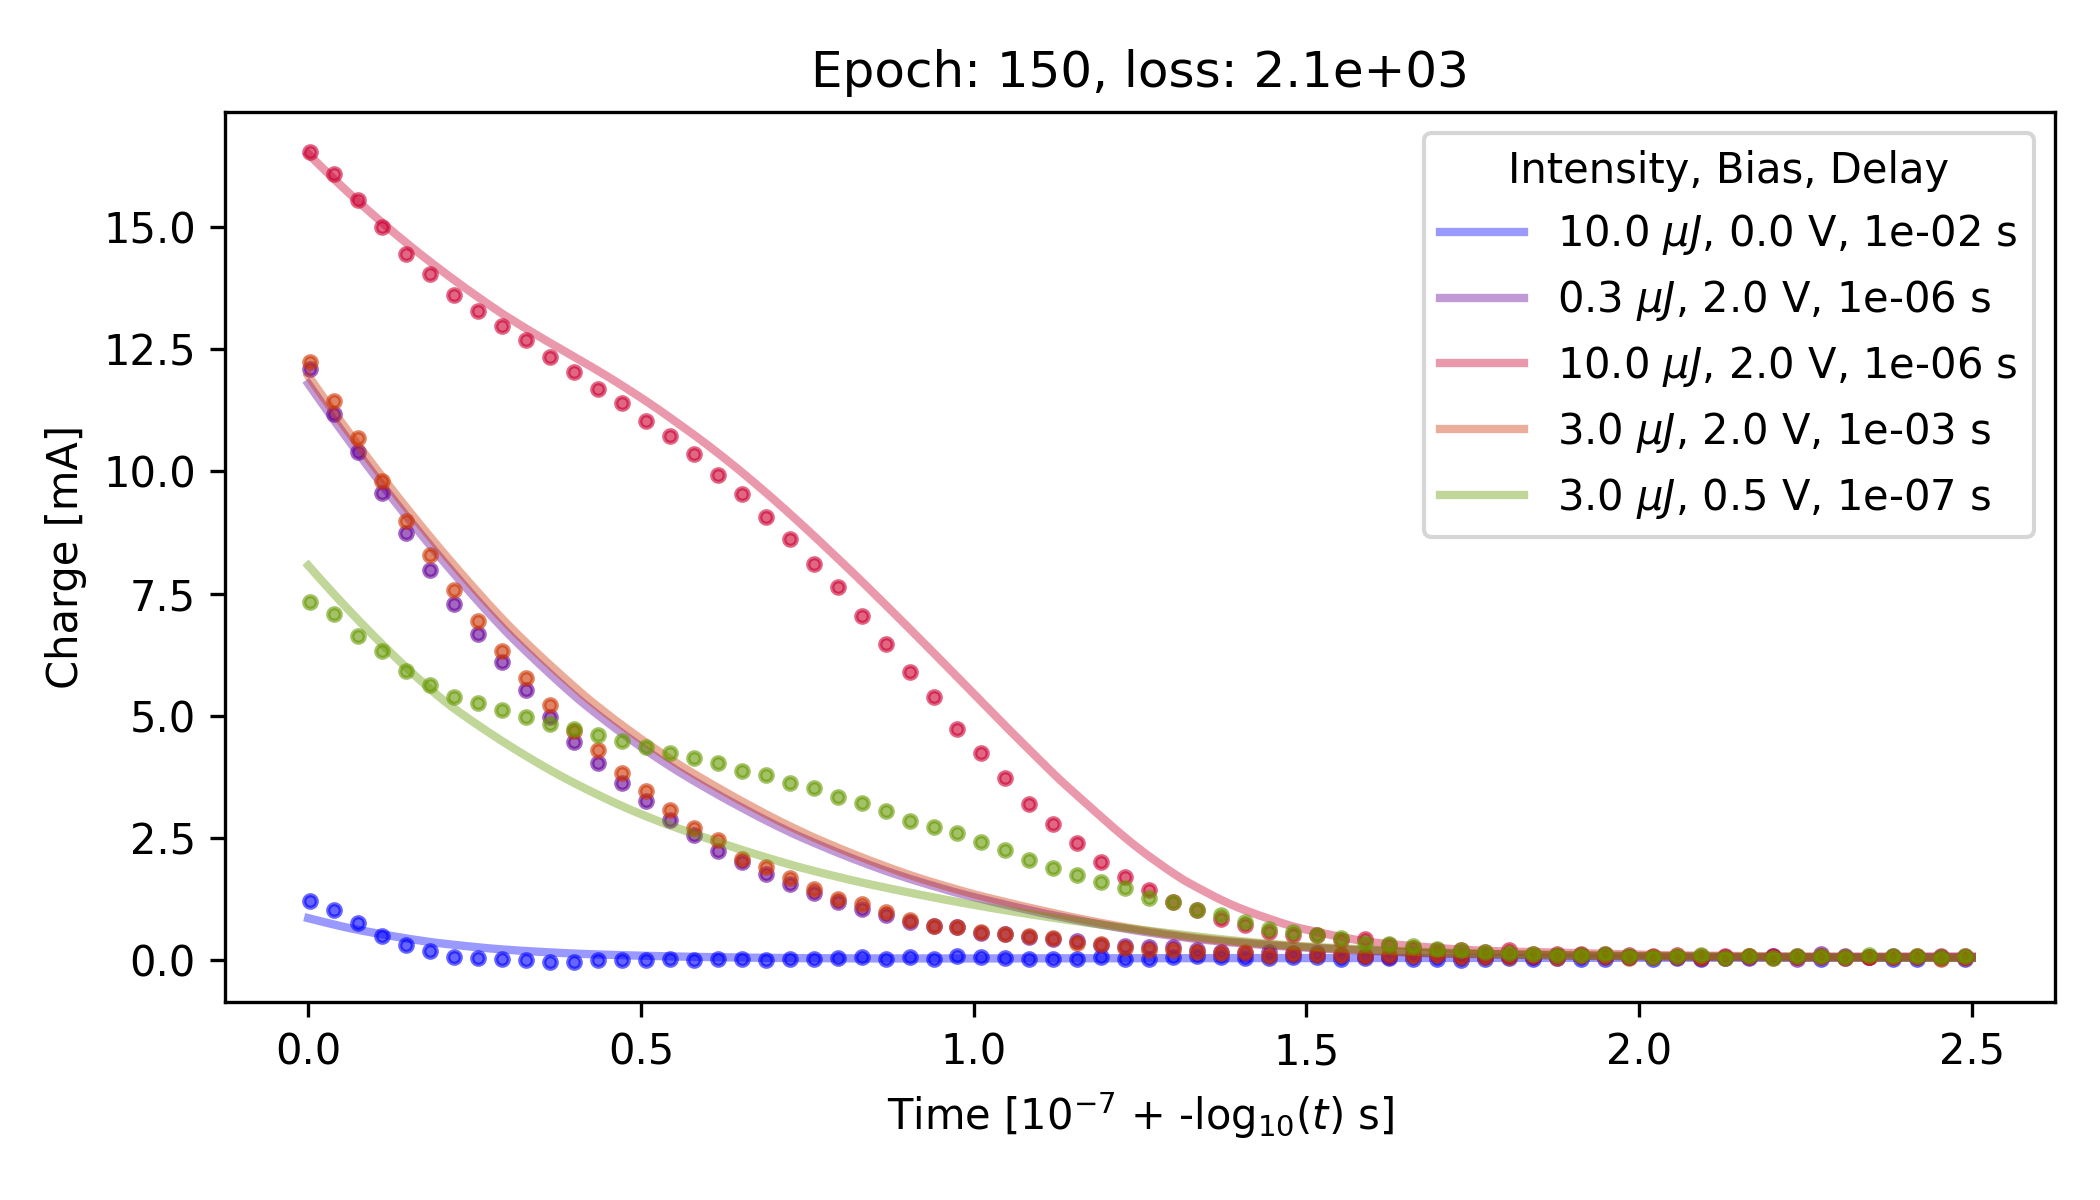 Epoch: 150, loss: 2.1e+03
Intensity, Bias, Delay
10.0 μJ, 0.0 V, 1e-02 s
0.3 μJ, 2.0 V, 1e-06 s
10.0 μJ, 2.0 V, 1e-06 s
3.0 μJ, 2.0 V, 1e-03 s
3.0 μJ, 0.5 V, 1e-07 s
Charge [mA]
15.0
12.5
10.0
7.5
5.0
2.5
0.0
0.0 0.5 1.0 1.5 2.0 2.5
Time [10⁻⁷ + -log₁₀(t) s]